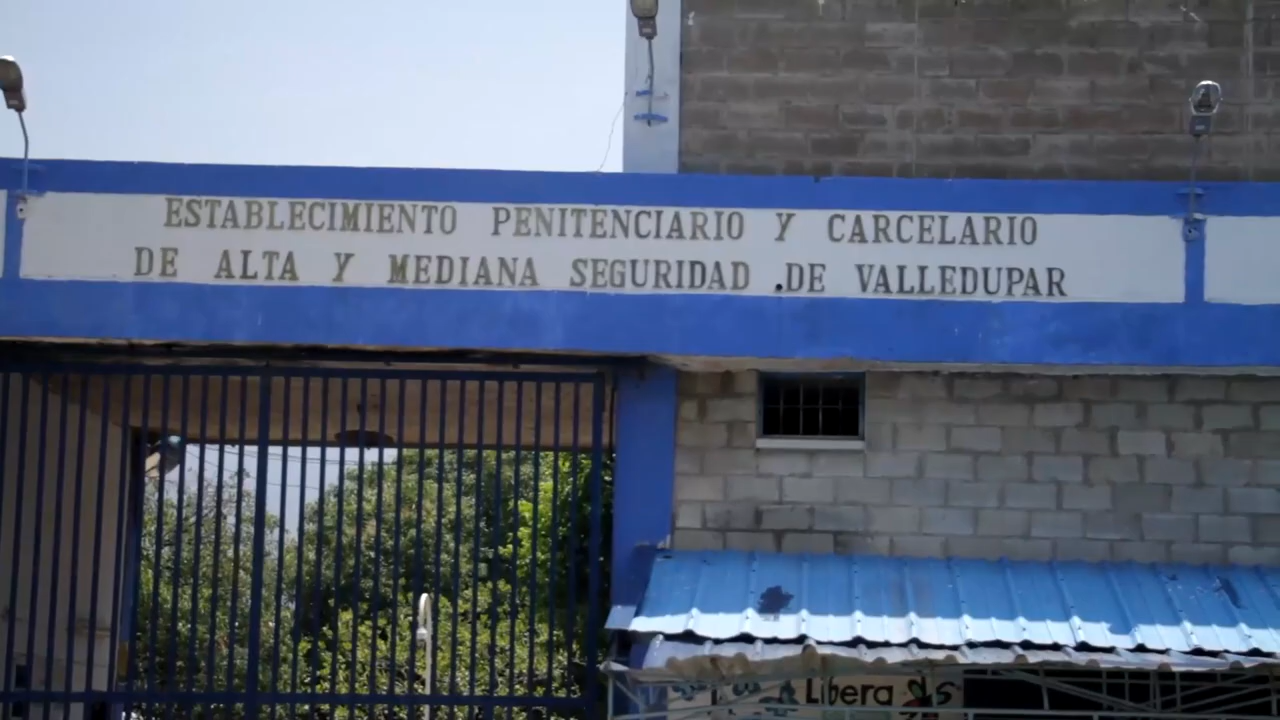 ESTABLECIMIENTO PENITENCIARIO Y CARCELARIO
DE ALTA Y MEDIANA SEGURIDAD .DE VALLEDUPAR
Libera